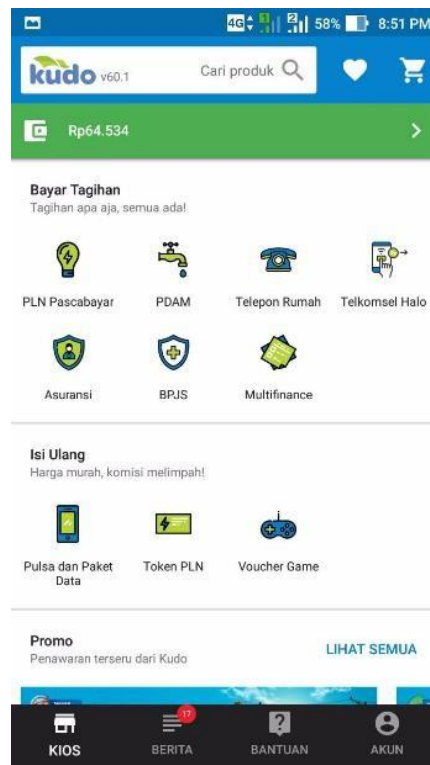 4G 1 2 58% 8:51 PM
kudo v60.1 Cari produk
Rp64.534
Bayar Tagihan
Tagihan apa aja, semua ada!
PLN Pascabayar PDAM Telepon Rumah Telkomsel Halo
Asuransi BPJS Multifinance
Isi Ulang
Harga murah, komisi melimpah!
Pulsa dan Paket Data Token PLN Voucher Game
Promo
Penawaran terseru dari Kudo
LIHAT SEMUA
17
KIOS BERITA BANTUAN AKUN